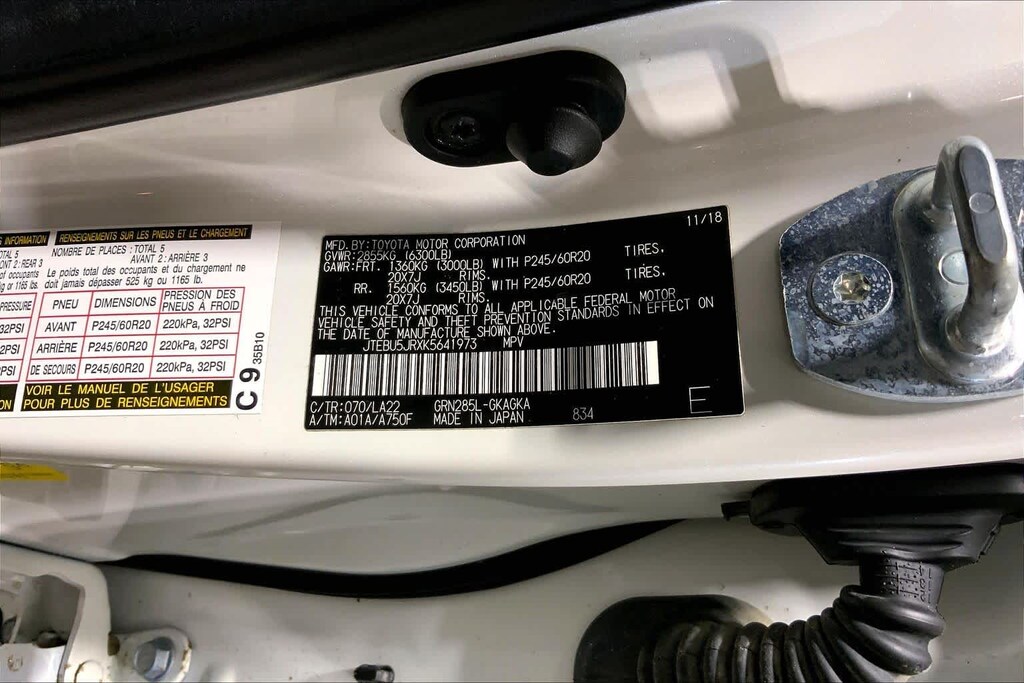 INFORMATION
RENSEIGNEMENTS SUR LES PNEUS ET LE CHARGEMENT
TOTAL 5
NOMBRE DE PLACES : TOTAL 5
ONT 2 : REAR 3
AVANT 2 : ARRIÈRE 3
of occupants
Le poids total des occupants et du chargement ne
kg or 1165 lb.
doit jamais dépasser 525 kg ou 1165 lb.
PRESSURE
PNEU DIMENSIONS PRESSION DES PNEUS À FROID
32PSI AVANT P245/60R20 220kPa, 32PSI
32PSI ARRIÈRE P245/60R20 220kPa, 32PSI
32PSI DE SECOURS P245/60R20 220kPa, 32PSI
VOIR LE MANUEL DE L'USAGER
POUR PLUS DE RENSEIGNEMENTS
C 9 35B10
11/18
MFD.BY:TOYOTA MOTOR CORPORATION
GVWR:2855KG (6300LB)
GAWR:FRT. 1360KG (3000LB) WITH P245/60R20 TIRES,
20X7J RIMS.
RR. 1560KG (3450LB) WITH P245/60R20 TIRES,
20X7J RIMS.
THIS VEHICLE CONFORMS TO ALL APPLICABLE FEDERAL MOTOR
VEHICLE SAFETY AND THEFT PREVENTION STANDARDS IN EFFECT ON
THE DATE OF MANUFACTURE SHOWN ABOVE.
JTEBU5JRXK5641973 MPV
C/TR:070/LA22 GRN285L-GKAGKA
A/TM:A01A/A750F MADE IN JAPAN 834
E